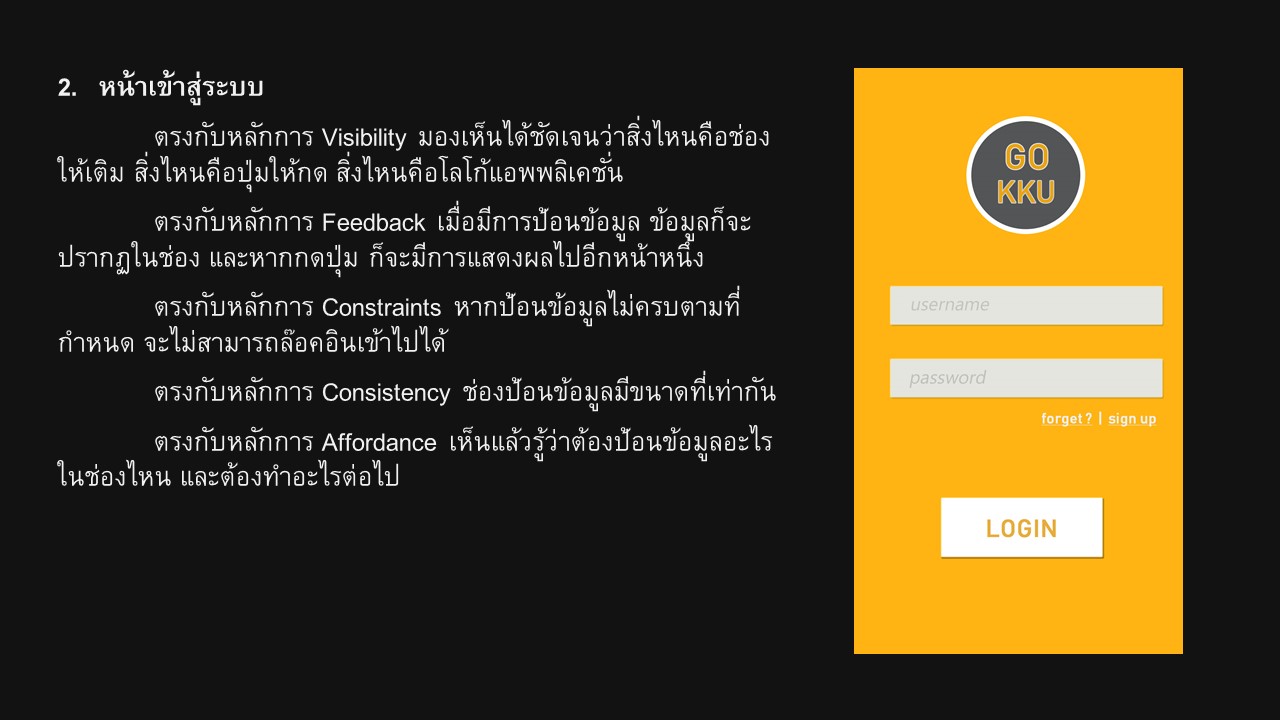 2. หน้าเข้าสู่ระบบ
ตรงกับหลักการ Visibility มองเห็นได้ชัดเจนว่าสิ่งไหนคือช่อง
ให้เติม สิ่งไหนคือปุ่มให้กด สิ่งไหนคือโลโก้แอพพลิเคชั่น
ตรงกับหลักการ Feedback เมื่อมีการป้อนข้อมูล ข้อมูลก็จะ
ปรากฏในช่อง และหากกดปุ่ม ก็จะมีการแสดงผลไปอีกหน้าหนึ่ง
ตรงกับหลักการ Constraints หากป้อนข้อมูลไม่ครบตามที่
กำหนด จะไม่สามารถล๊อคอินเข้าไปได้
ตรงกับหลักการ Consistency ช่องป้อนข้อมูลมีขนาดที่เท่ากัน
ตรงกับหลักการ Affordance เห็นแล้วรู้ว่าต้องป้อนข้อมูลอะไร
ในช่องไหน และต้องทำอะไรต่อไป
GO
KKU
username
password
forget ? | sign up
LOGIN